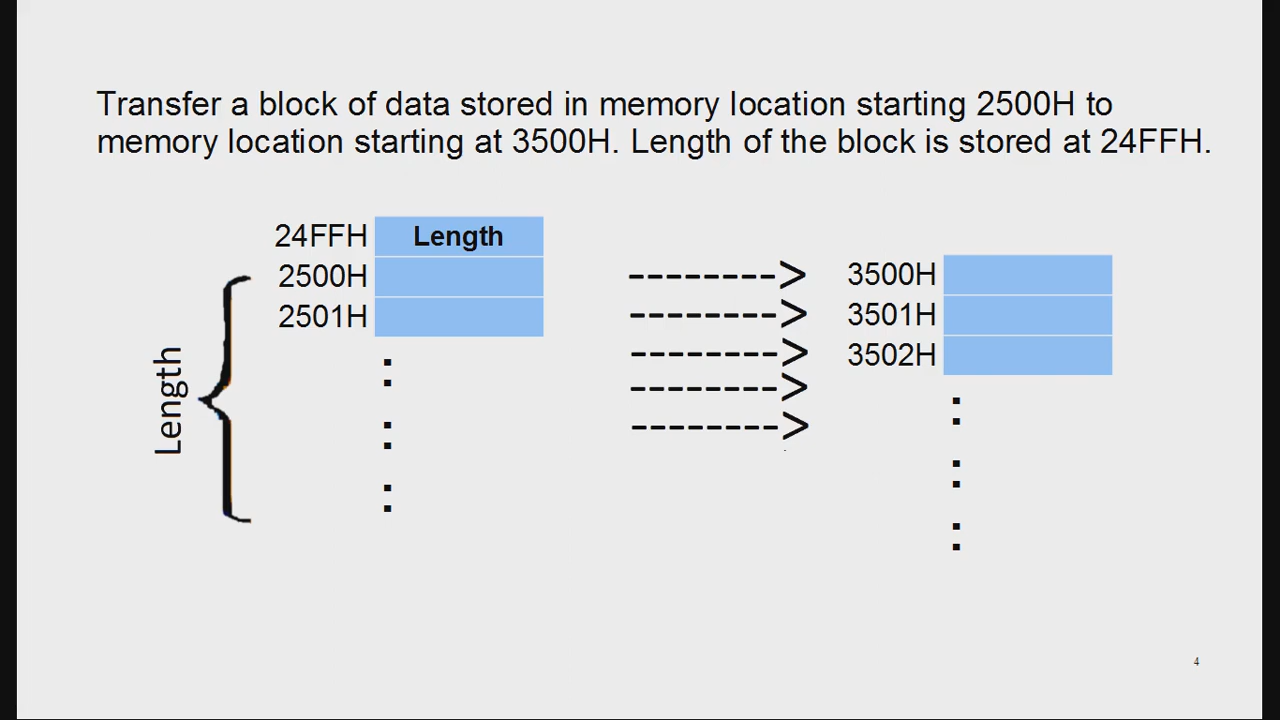 Transfer a block of data stored in memory location starting 2500H to
memory location starting at 3500H. Length of the block is stored at 24FFH.
24FFH Length
2500H
2501H
:
:
:
Length
--------> 3500H
--------> 3501H
--------> 3502H
-------->
-------->
:
:
:
4